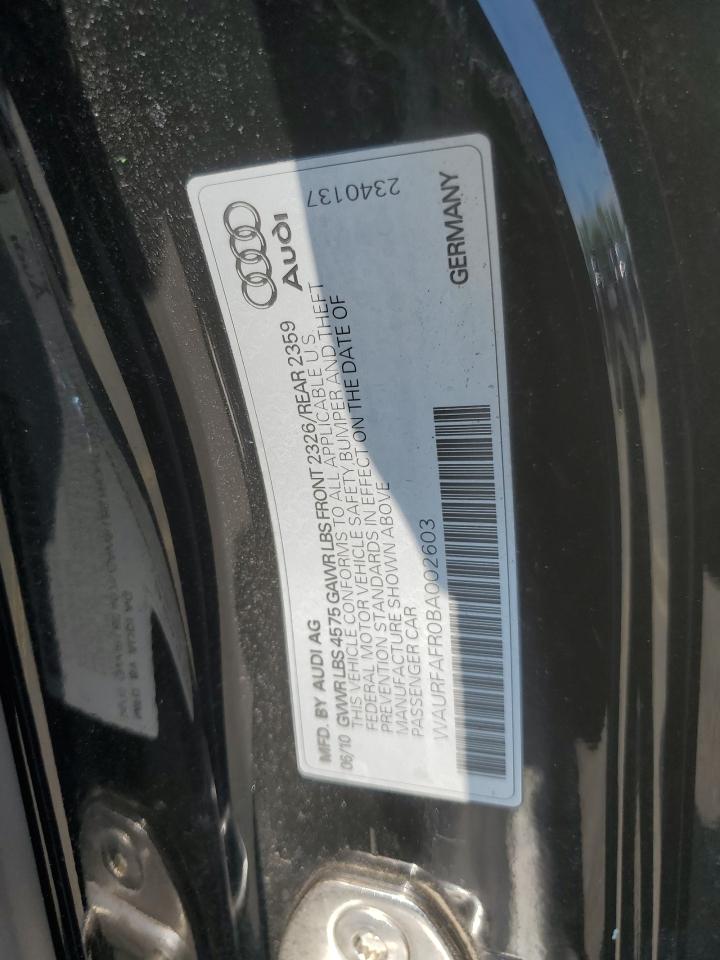 MFD. BY AUDI AG
06/10 GVWR LBS 4575 GAWR LBS FRONT 2326/REAR 2359
THIS VEHICLE CONFORMS TO ALL APPLICABLE U S
FEDERAL MOTOR VEHICLE SAFETY BUMPER AND THEFT
PREVENTION STANDARDS IN EFFECT ON THE DATE OF
MANUFACTURE SHOWN ABOVE
PASSENGER CAR
WAURFAFR0BA002603
Audi
2340137
GERMANY